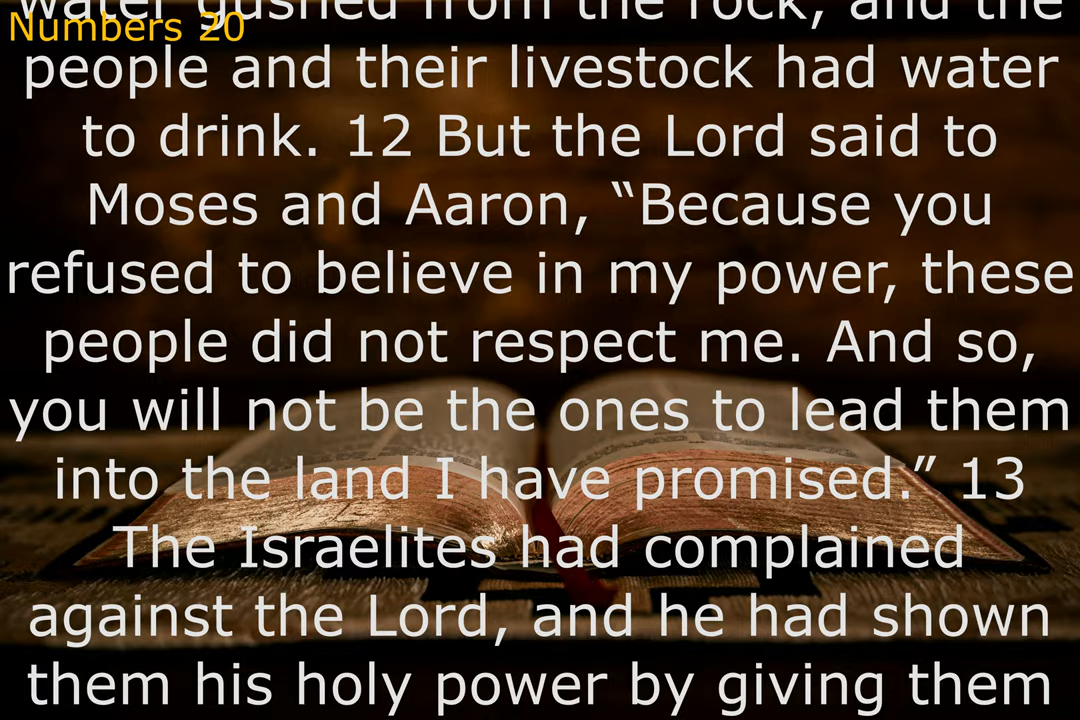 water gushed from the rock, and the
Numbers 20
people and their livestock had water
to drink. 12 But the Lord said to
Moses and Aaron, “Because you
refused to believe in my power, these
people did not respect me. And so,
you will not be the ones to lead them
into the land I have promised.” 13
The Israelites had complained
against the Lord, and he had shown
them his holy power by giving them